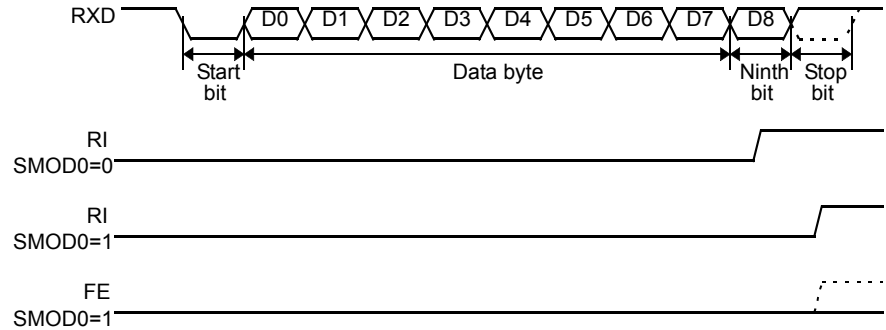 RXD D0 D1 D2 D3 D4 D5 D6 D7 D8
Start bit
Data byte
Ninth bit
Stop bit
RI
SMOD0=0
RI
SMOD0=1
FE
SMOD0=1